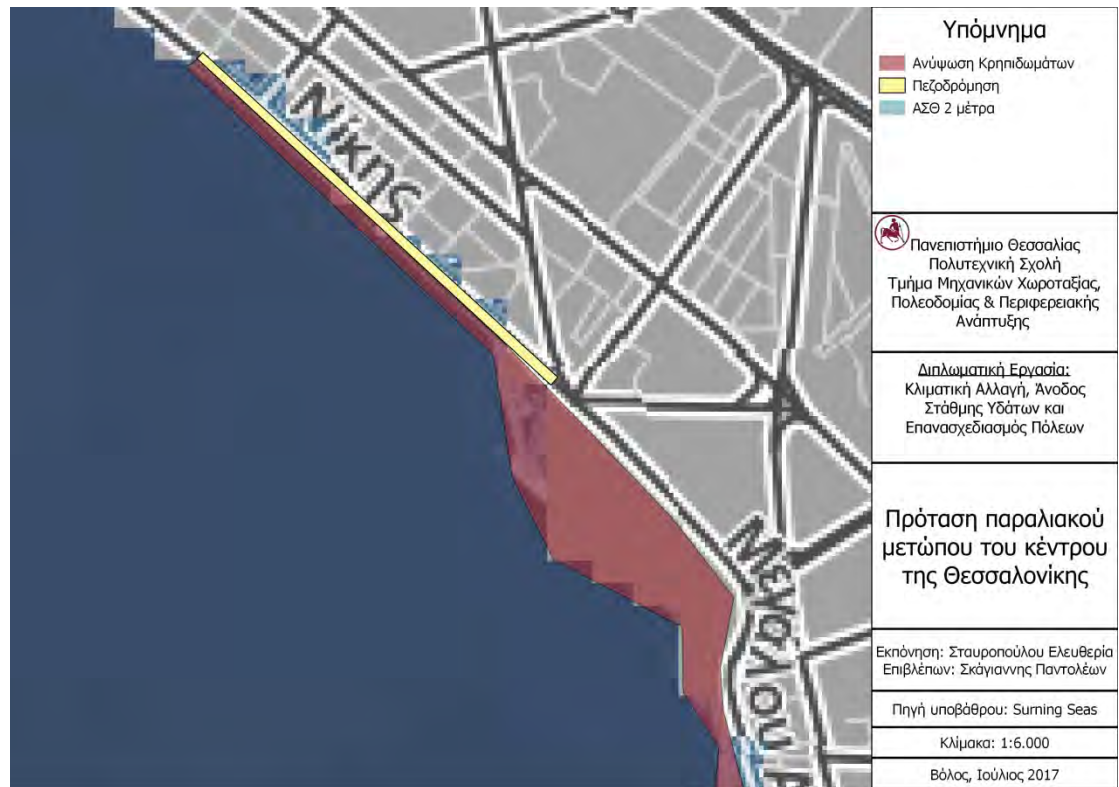 Νίκης
Μεγάλου
Υπόμνημα
Ανύψωση Κρηπιδωμάτων
Πεζοδρόμηση
ΑΣΘ 2 μέτρα
Πανεπιστήμιο Θεσσαλίας
Πολυτεχνική Σχολή
Τμήμα Μηχανικών Χωροταξίας,
Πολεοδομίας & Περιφερειακής
Ανάπτυξης
Διπλωματική Εργασία:
Κλιματική Αλλαγή, Άνοδος
Στάθμης Υδάτων και
Επανασχεδιασμός Πόλεων
Πρόταση παραλιακού
μετώπου του κέντρου
της Θεσσαλονίκης
Εκπόνηση: Σταυροπούλου Ελευθερία
Επιβλέπων: Σκάγιαννης Παντολέων
Πηγή υποβάθρου: Surning Seas
Κλίμακα: 1:6.000
Βόλος, Ιούλιος 2017